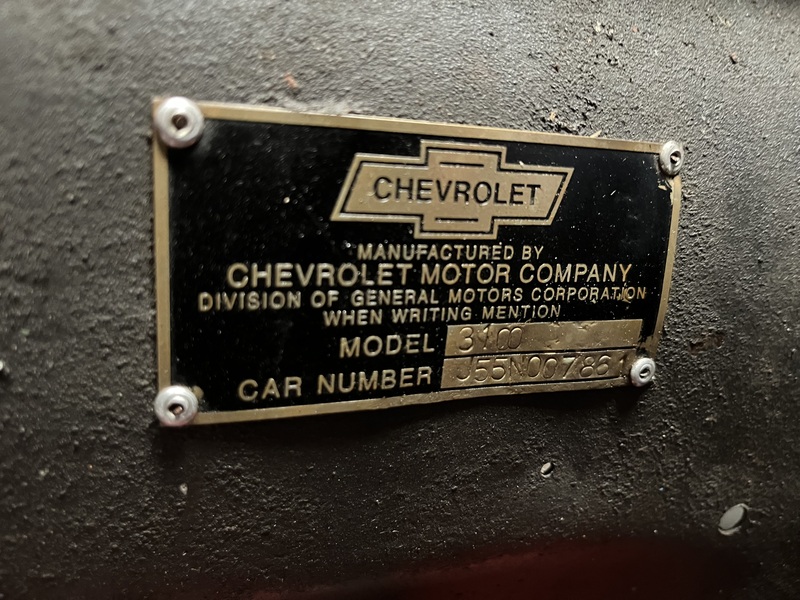 CHEVROLET
MANUFACTURED BY
CHEVROLET MOTOR COMPANY
DIVISION OF GENERAL MOTORS CORPORATION
WHEN WRITING MENTION
MODEL 3100
CAR NUMBER J55N007861